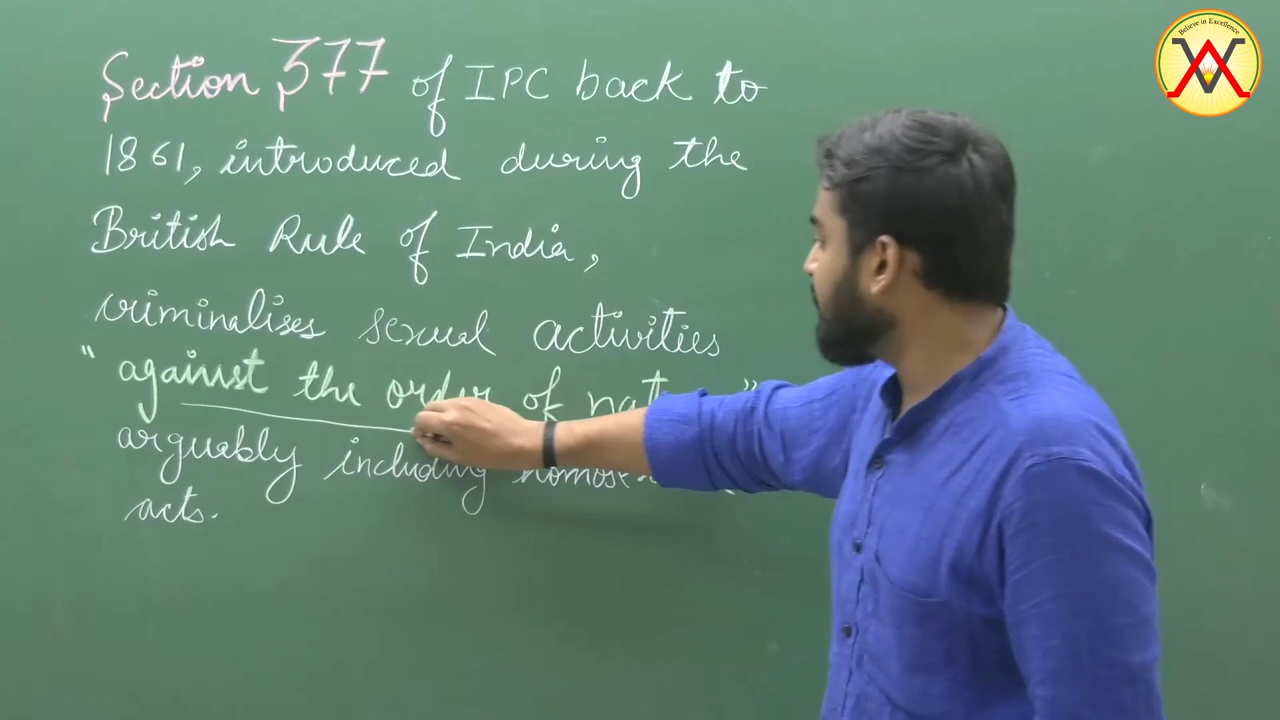 Believe in Excellence
Section 377 of IPC back to
1861, introduced during the
British Rule of India,
criminalises sexual activities
" against the order of "
arguably including
acts.